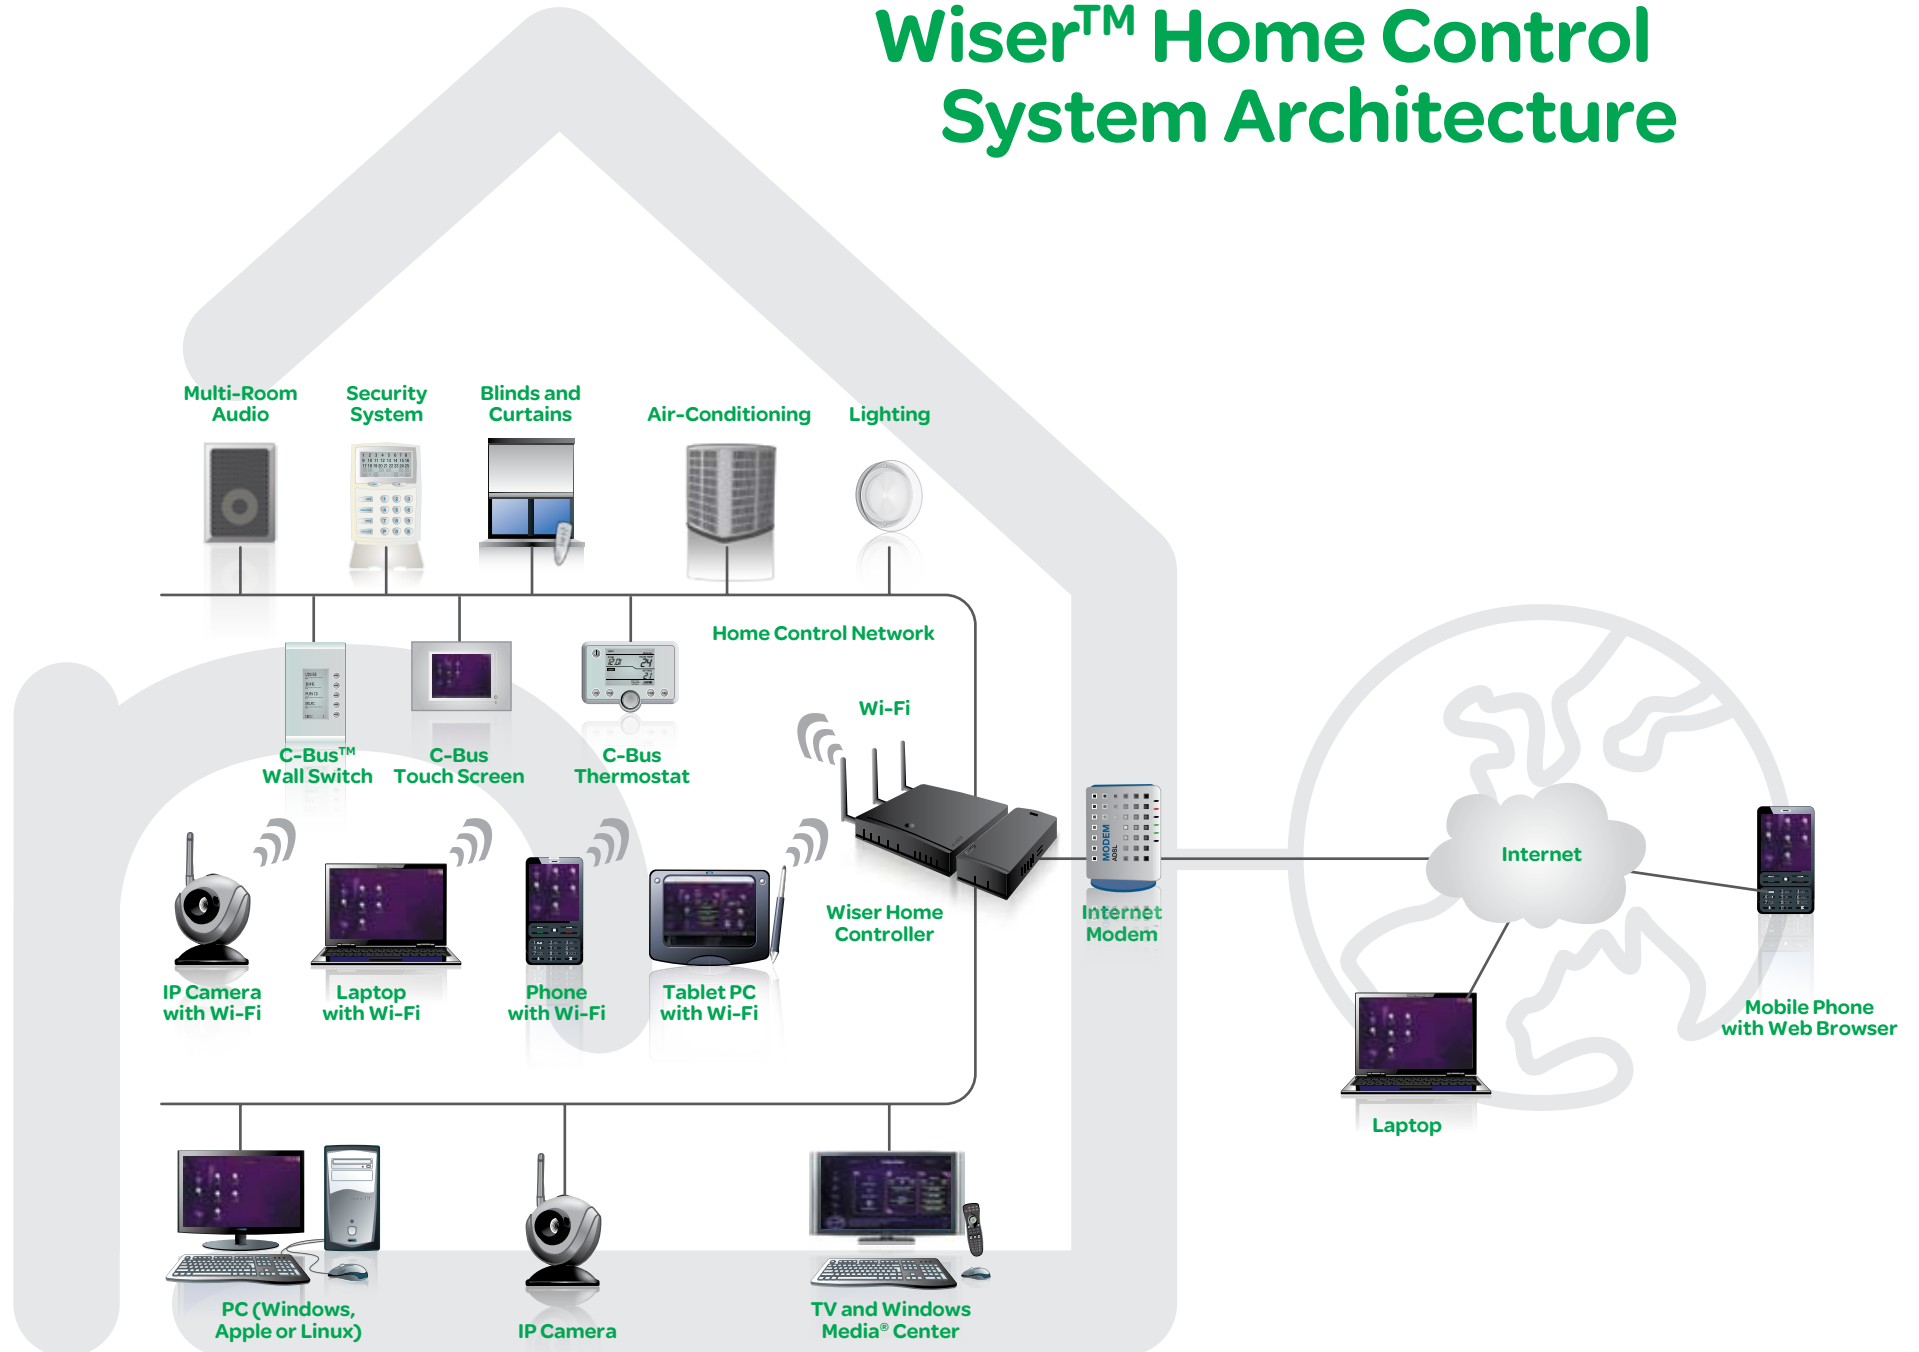 Wiser™ Home Control
System Architecture
Multi-Room
Audio
Security
System
Blinds and
Curtains
Air-Conditioning
Lighting
Home Control Network
C-Bus™
Wall Switch
C-Bus
Touch Screen
C-Bus
Thermostat
Wi-Fi
MODEM
ADSL
Internet
Wiser Home
Controller
Internet
Modem
IP Camera
with Wi-Fi
Laptop
with Wi-Fi
Phone
with Wi-Fi
Tablet PC
with Wi-Fi
Mobile Phone
with Web Browser
Laptop
PC (Windows,
Apple or Linux)
IP Camera
TV and Windows
Media® Center